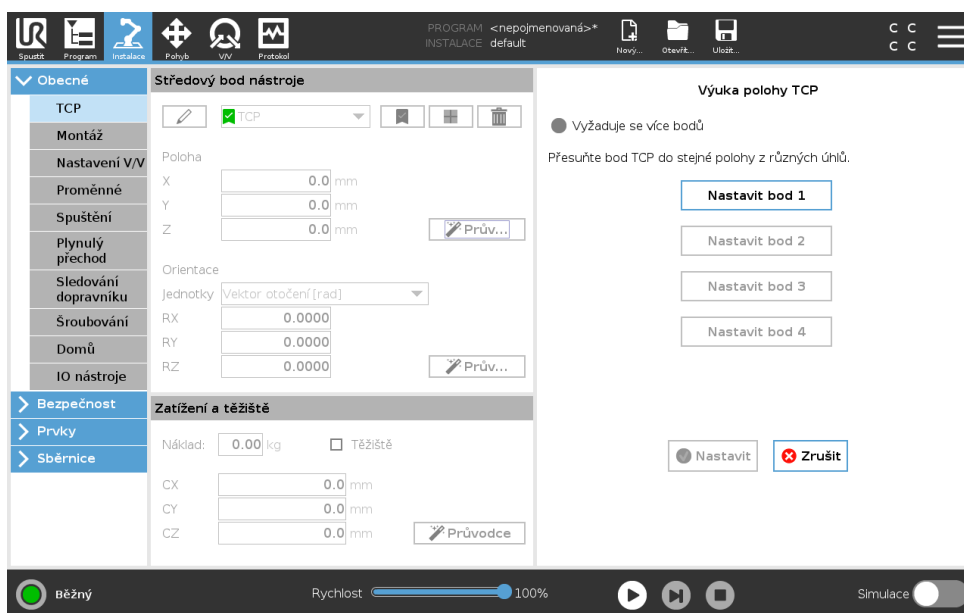 UR
Spustit
Program
Instalace
Pohyb
V/V
Protokol
PROGRAM <nepojmenovaná>*
INSTALACE default
Nový...
Otevřít...
Uložit...
C C
C C
Obecné
TCP
Montáž
Nastavení V/V
Proměnné
Spuštění
Plynulý
přechod
Sledování
dopravníku
Šroubování
Domů
IO nástroje
Bezpečnost
Prvky
Sběrnice
Středový bod nástroje
TCP
Poloha
X 0.0 mm
Y 0.0 mm
Z 0.0 mm
Prův...
Orientace
Jednotky Vektor otočení [rad]
RX 0.0000
RY 0.0000
RZ 0.0000
Prův...
Zatížení a těžiště
Náklad: 0.00 kg Těžiště
CX 0.0 mm
CY 0.0 mm
CZ 0.0 mm
Průvodce
Výuka polohy TCP
Vyžaduje se více bodů
Přesuňte bod TCP do stejné polohy z různých úhlů.
Nastavit bod 1
Nastavit bod 2
Nastavit bod 3
Nastavit bod 4
Nastavit
Zrušit
Běžný
Rychlost 100%
Simulace